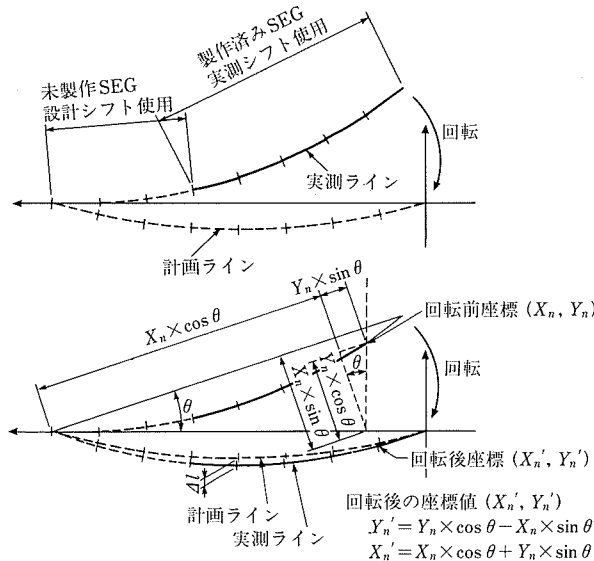 製作済みSEG
実測シフト使用
未製作SEG
設計シフト使用
回転
実測ライン
計画ライン
Yn×sin θ
Xn×cos θ
回転前座標 (Xn, Yn)
θ
回転
θ
Yn×cos θ
Xn×sin θ
回転後座標 (Xn′, Yn′)
Δl
計画ライン
実測ライン
回転後の座標値 (Xn′, Yn′)
Yn′=Yn×cos θ−Xn×sin θ
Xn′=Xn×cos θ+Yn×sin θ